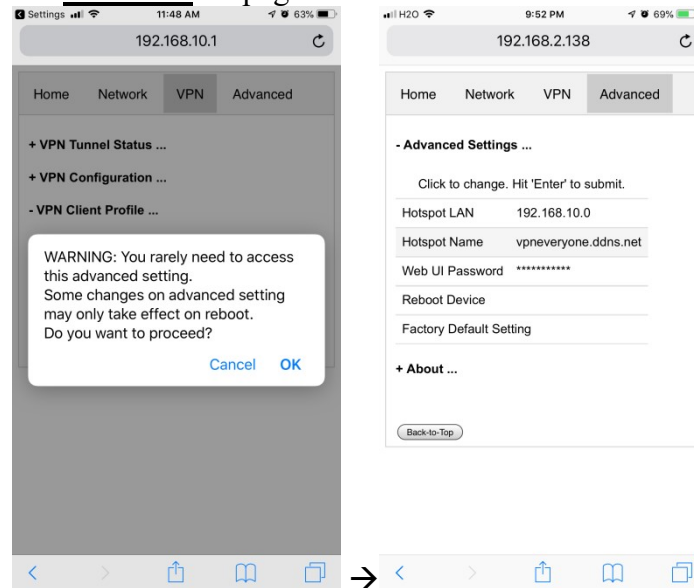 Settings 11:48 AM 63%
192.168.10.1
Home Network VPN Advanced
+ VPN Tunnel Status ...
+ VPN Configuration ...
- VPN Client Profile ...
WARNING: You rarely need to access
this advanced setting.
Some changes on advanced setting
may only take effect on reboot.
Do you want to proceed?
Cancel OK
H2O 9:52 PM 69%
192.168.2.138
Home Network VPN Advanced
- Advanced Settings ...
Click to change. Hit 'Enter' to submit.
Hotspot LAN 192.168.10.0
Hotspot Name vpneveryone.ddns.net
Web UI Password ***********
Reboot Device
Factory Default Setting
+ About ...
Back-to-Top